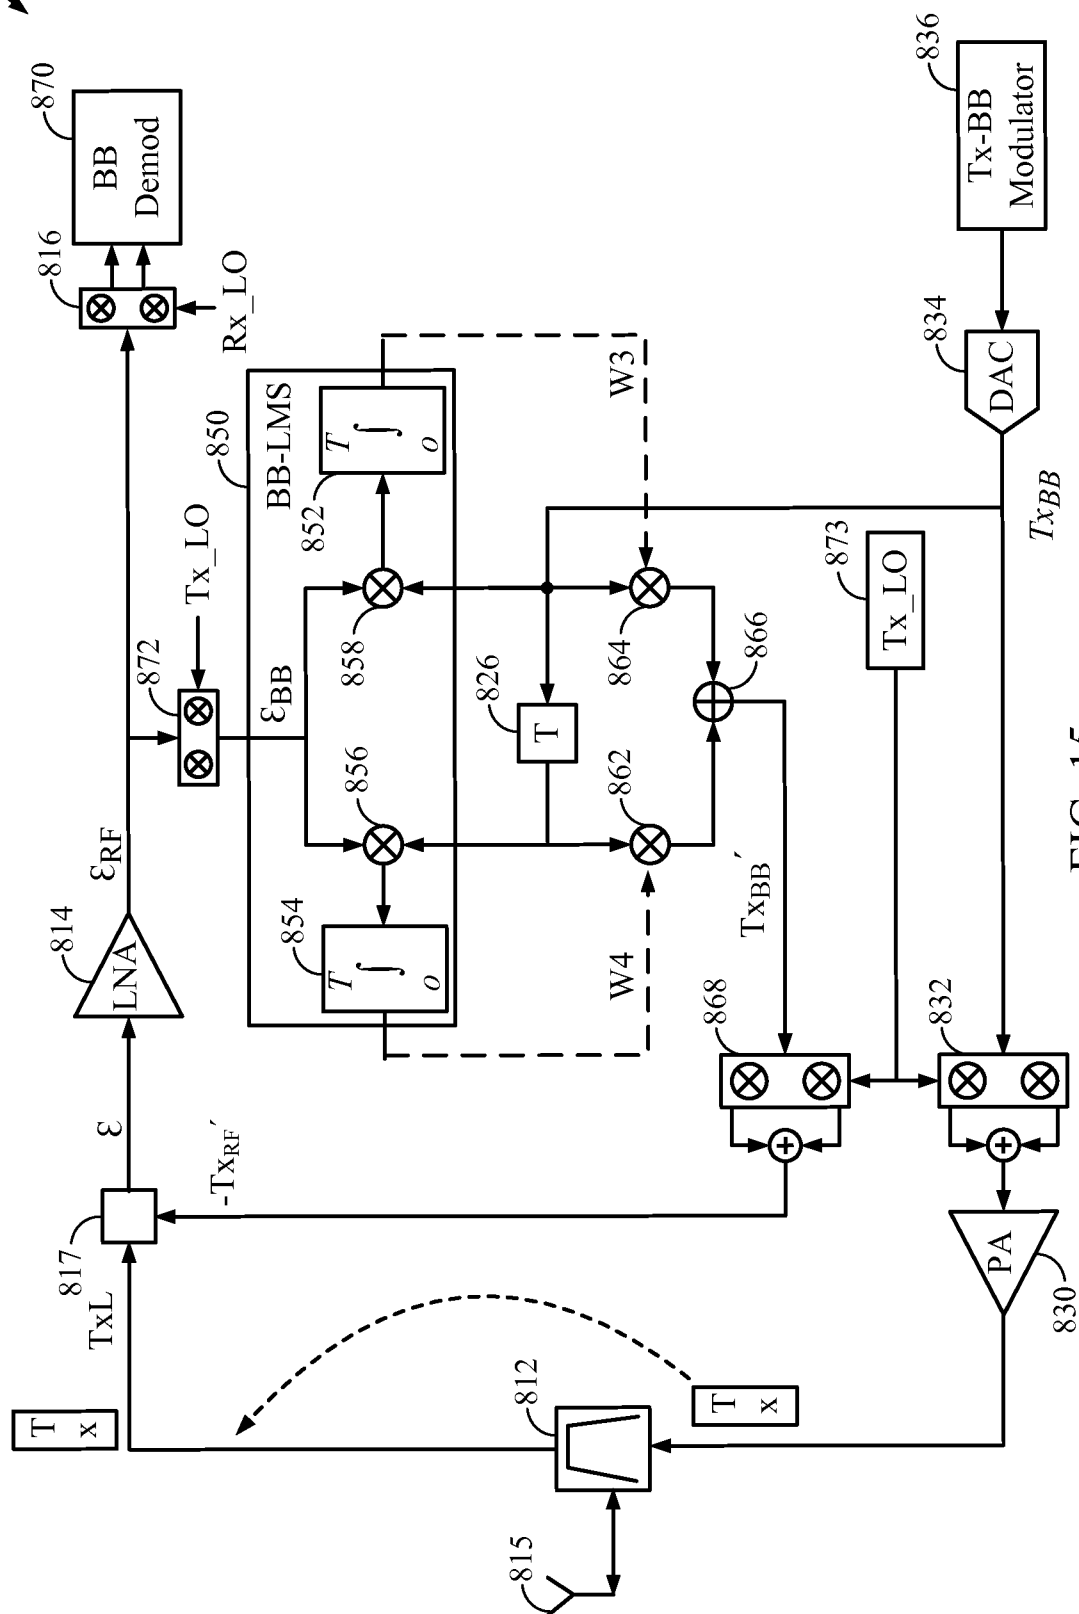 870
BB
Demod
816
Rx_LO
814
LNA
εRF
ε
817
TxL
T
x
872
Tx_LO
850
BB-LMS
εBB
852
T
∫
o
854
T
∫
o
856
858
W3
W4
826
T
862
864
866
TxBB´
-TxRF´
812
T
x
815
868
873
Tx_LO
832
836
Tx-BB
Modulator
834
DAC
TxBB
PA
830